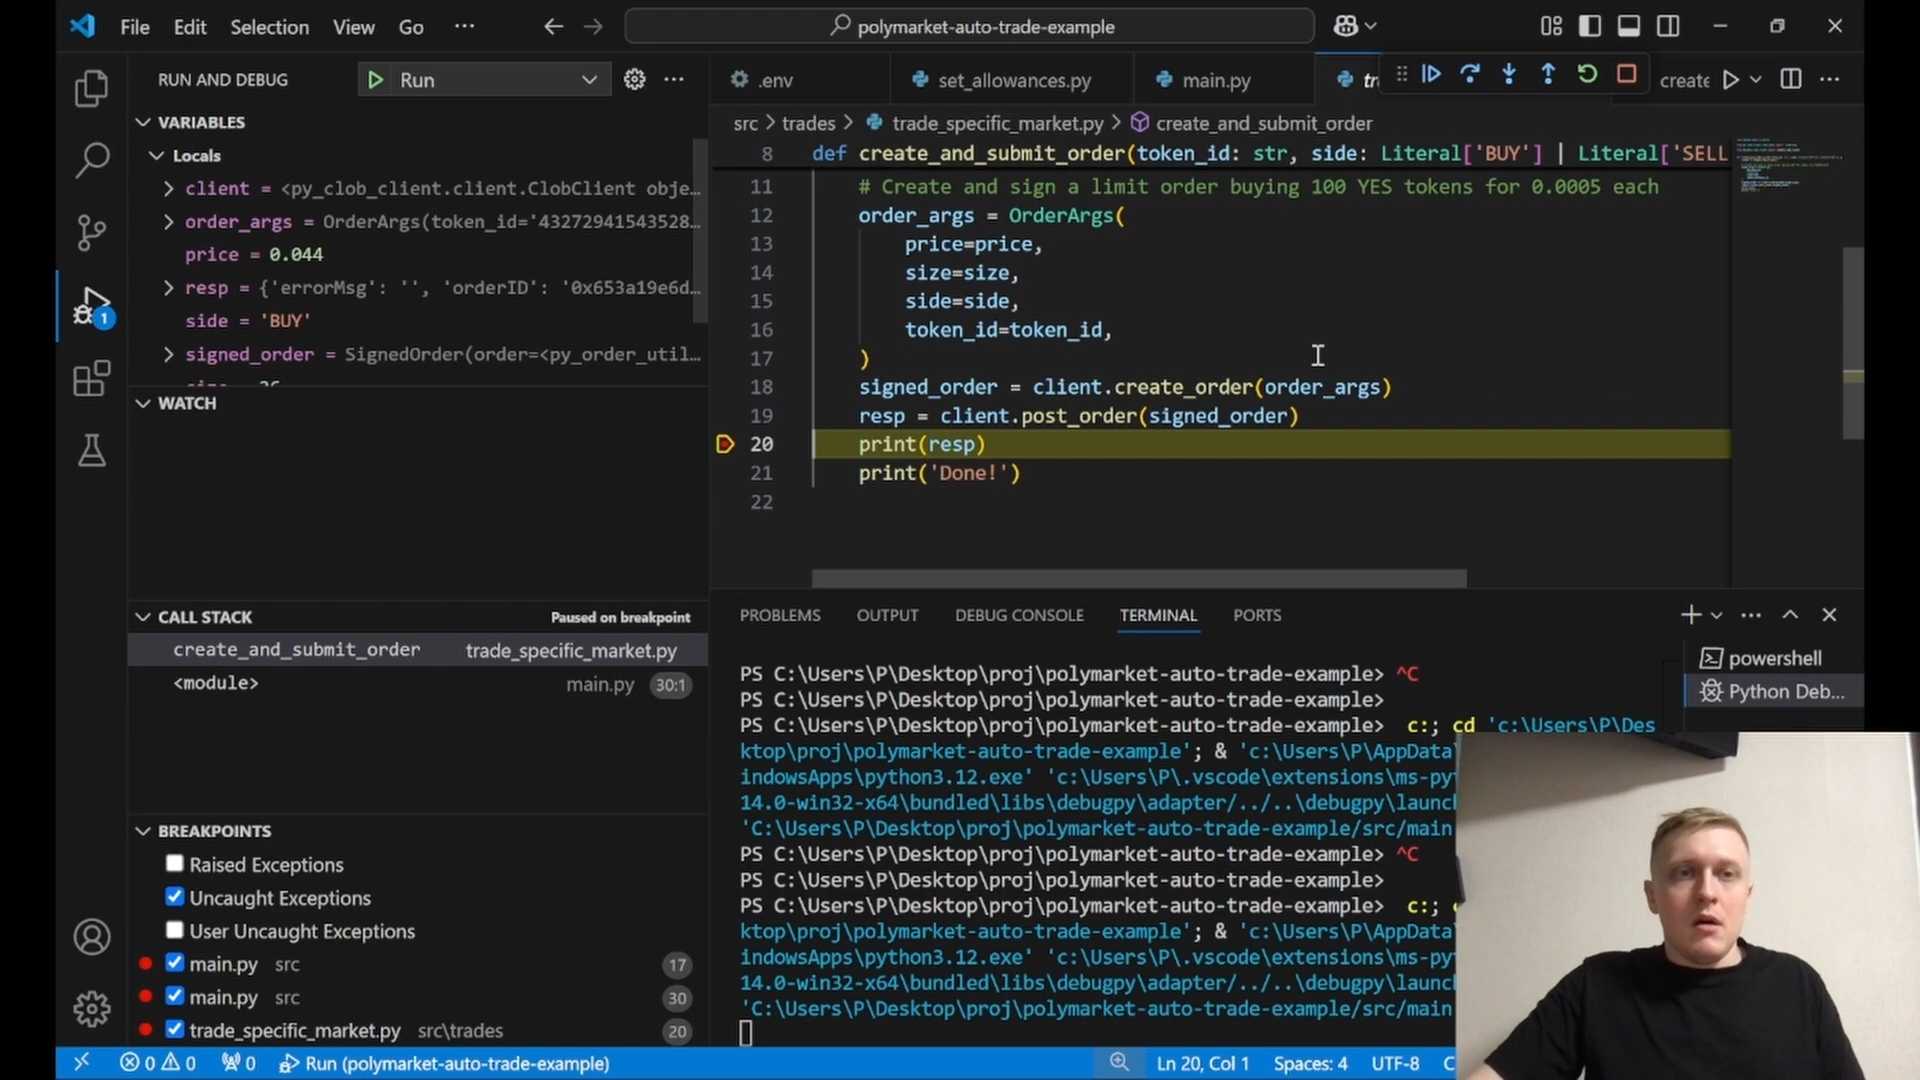 File Edit Selection View Go ··· polymarket-auto-trade-example
RUN AND DEBUG Run ···
VARIABLES
Locals
client = <py_clob_client.client.ClobClient obje…
order_args = OrderArgs(token_id='43272941543528…
price = 0.044
resp = {'errorMsg': '', 'orderID': '0x653a19e6d…
side = 'BUY'
signed_order = SignedOrder(order=<py_order_util…
WATCH
CALL STACK Paused on breakpoint
create_and_submit_order trade_specific_market.py
<module> main.py 30:1
BREAKPOINTS
Raised Exceptions
Uncaught Exceptions
User Uncaught Exceptions
main.py src 17
main.py src 30
trade_specific_market.py src\trades 20
1
.env set_allowances.py main.py create
src > trades > trade_specific_market.py > create_and_submit_order
8 def create_and_submit_order(token_id: str, side: Literal['BUY'] | Literal['SELL
11 # Create and sign a limit order buying 100 YES tokens for 0.0005 each
12 order_args = OrderArgs(
13 price=price,
14 size=size,
15 side=side,
16 token_id=token_id,
17 )
18 signed_order = client.create_order(order_args)
19 resp = client.post_order(signed_order)
20 print(resp)
21 print('Done!')
22
PROBLEMS OUTPUT DEBUG CONSOLE TERMINAL PORTS
powershell
Python Deb...
PS C:\Users\P\Desktop\proj\polymarket-auto-trade-example> ^C
PS C:\Users\P\Desktop\proj\polymarket-auto-trade-example>
PS C:\Users\P\Desktop\proj\polymarket-auto-trade-example> c:; cd 'c:\Users\P\Des
ktop\proj\polymarket-auto-trade-example'; & 'c:\Users\P\AppData\
indowsApps\python3.12.exe' 'c:\Users\P\.vscode\extensions\ms-py
14.0-win32-x64\bundled\libs\debugpy\adapter/../..\debugpy\launc
'C:\Users\P\Desktop\proj\polymarket-auto-trade-example/src/main
PS C:\Users\P\Desktop\proj\polymarket-auto-trade-example> ^C
PS C:\Users\P\Desktop\proj\polymarket-auto-trade-example>
PS C:\Users\P\Desktop\proj\polymarket-auto-trade-example> c:;
ktop\proj\polymarket-auto-trade-example'; & 'c:\Users\P\AppData\
indowsApps\python3.12.exe' 'c:\Users\P\.vscode\extensions\ms-py
14.0-win32-x64\bundled\libs\debugpy\adapter/../..\debugpy\launc
'C:\Users\P\Desktop\proj\polymarket-auto-trade-example/src/main
0 0 0 Run (polymarket-auto-trade-example) Ln 20, Col 1 Spaces: 4 UTF-8